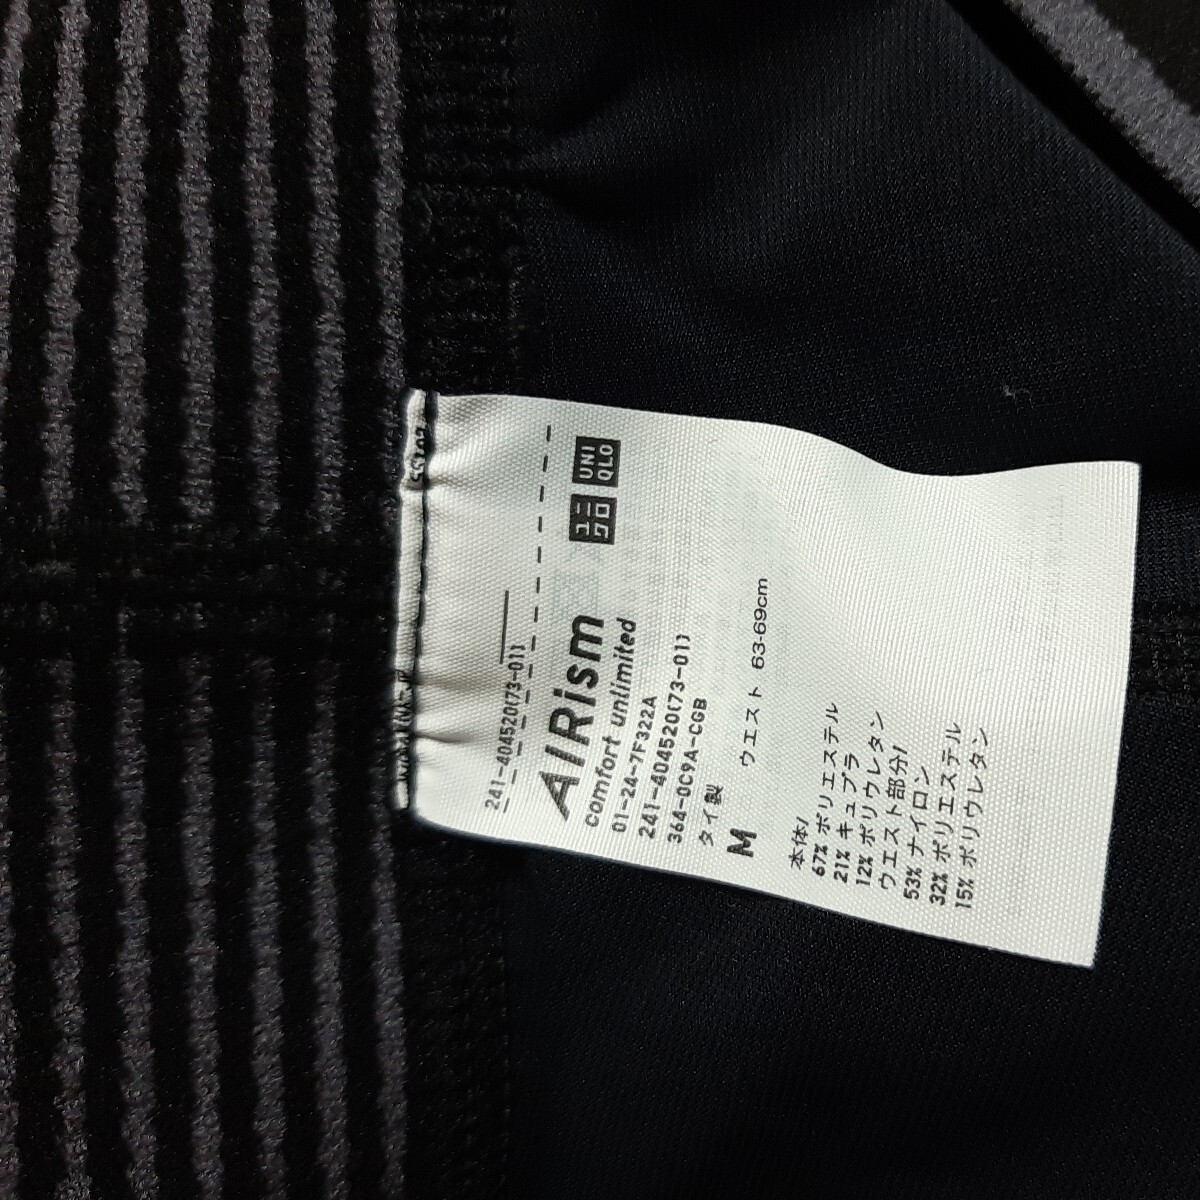 241-404520(73-01)
ユニクロ UNIQLO
AIRism
comfort unlimited
01-24-7F322A
241-404520(73-01)
364-0C9A-CGB
タイ製
M ウエスト 63-69cm
本体/
67% ポリエステル
21% キュプラ
12% ポリウレタン
ウエスト部分/
53% ナイロン
32% ポリエステル
15% ポリウレタン